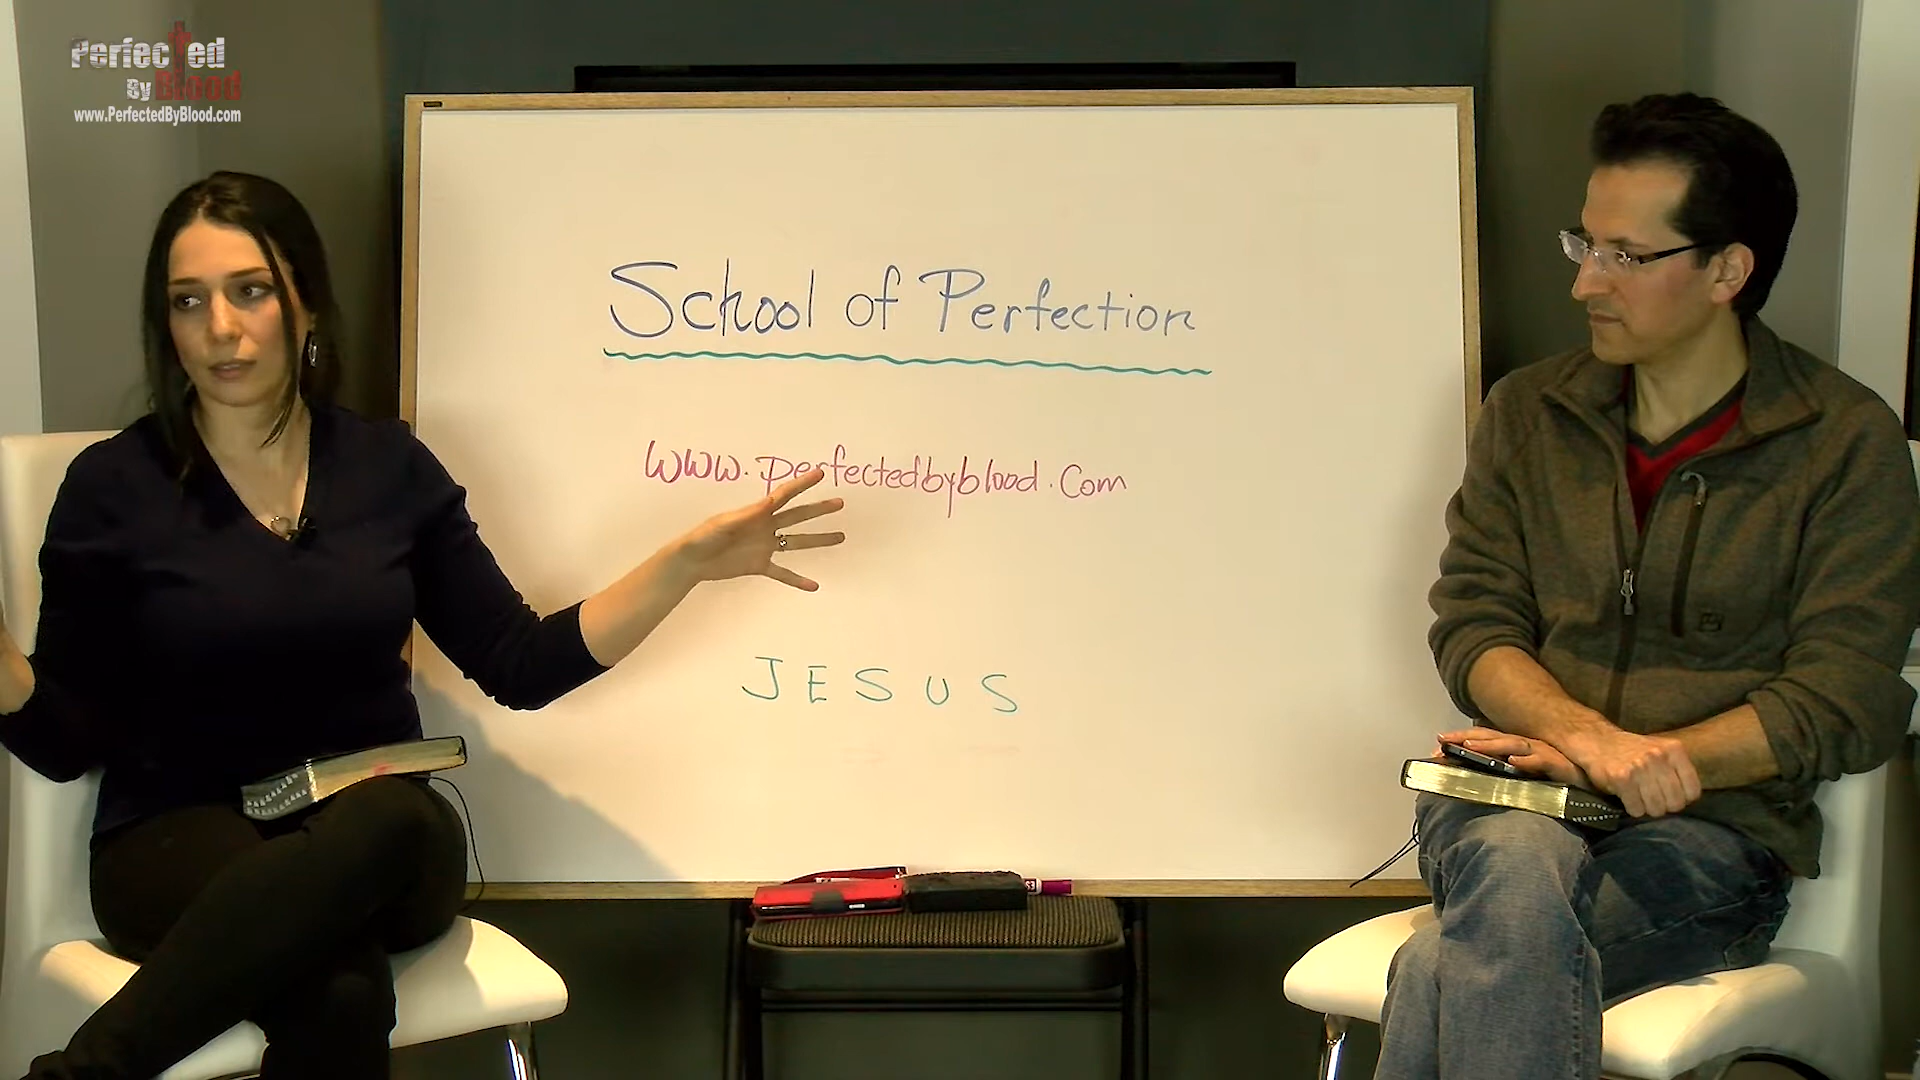 Perfected
By Blood
www.PerfectedByBlood.com
School of Perfection
www.perfectedbyblood.com
JESUS